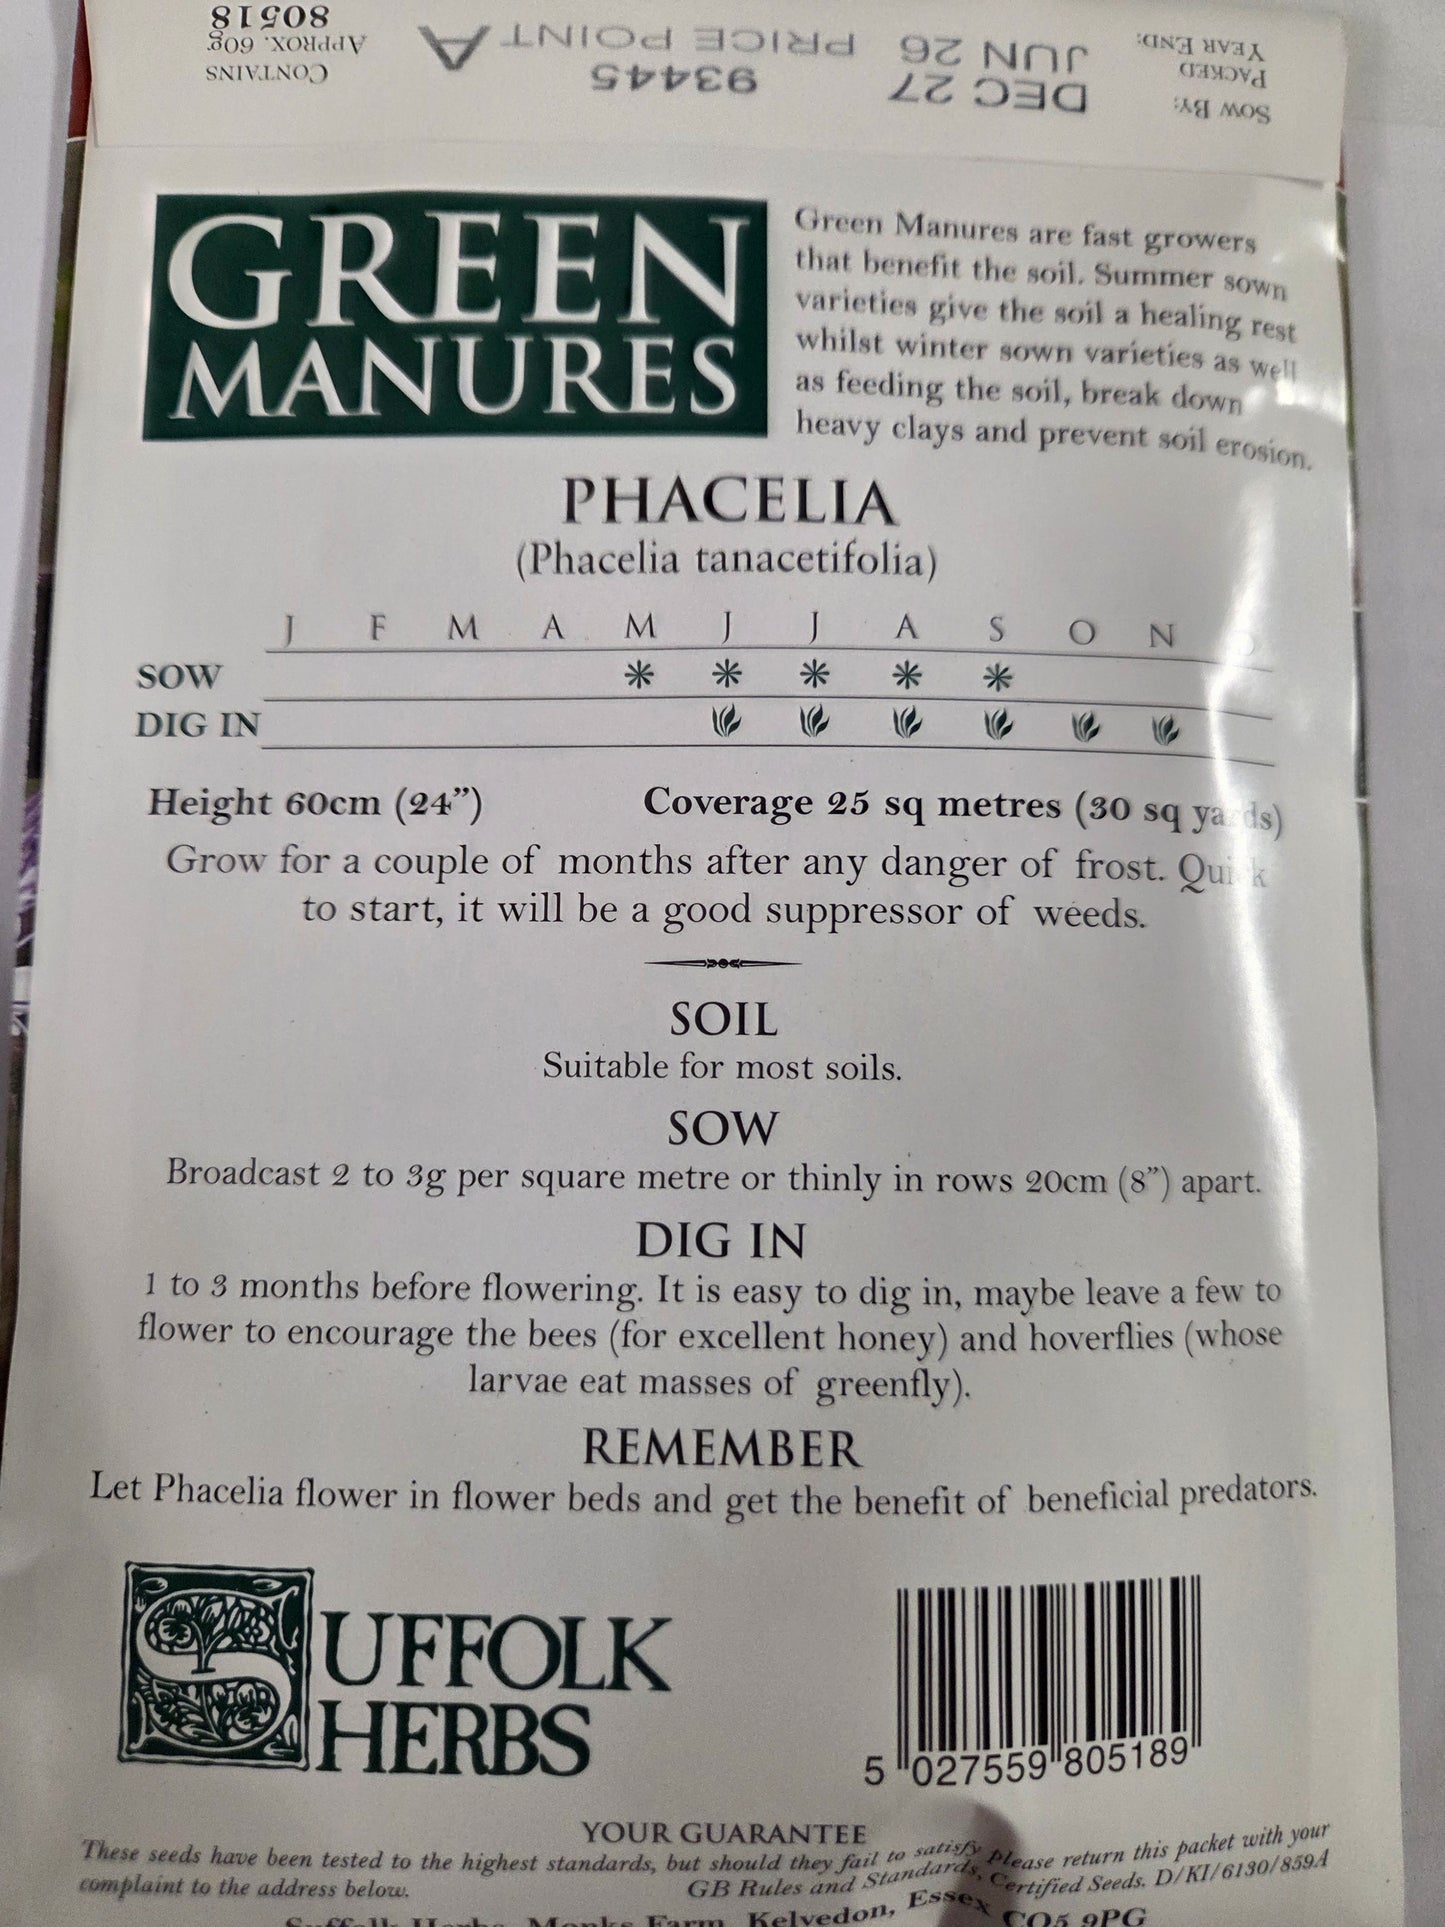 CONTAINS
APPROX. 60g
80518
93445
PRICE POINT A
DEC 27
JUN 26
SOW BY:
PACKED
YEAR END:
GREEN
MANURES
Green Manures are fast growers
that benefit the soil. Summer sown
varieties give the soil a healing rest
whilst winter sown varieties as well
as feeding the soil, break down
heavy clays and prevent soil erosion.
PHACELIA
(Phacelia tanacetifolia)
J F M A M J J A S O N D
SOW
DIG IN
Height 60cm (24”)
Coverage 25 sq metres (30 sq yards)
Grow for a couple of months after any danger of frost. Quick
to start, it will be a good suppressor of weeds.
SOIL
Suitable for most soils.
SOW
Broadcast 2 to 3g per square metre or thinly in rows 20cm (8”) apart.
DIG IN
1 to 3 months before flowering. It is easy to dig in, maybe leave a few to
flower to encourage the bees (for excellent honey) and hoverflies (whose
larvae eat masses of greenfly).
REMEMBER
Let Phacelia flower in flower beds and get the benefit of beneficial predators.
SUFFOLK
HERBS
5 027559 805189
YOUR GUARANTEE
These seeds have been tested to the highest standards, but should they fail to satisfy Please return this packet with your
complaint to the address below. GB Rules and Standards, Certified Seeds. D/KI/6130/859A
Suffolk Herbs, Monks Farm, Kelvedon, Essex CO5 9PG